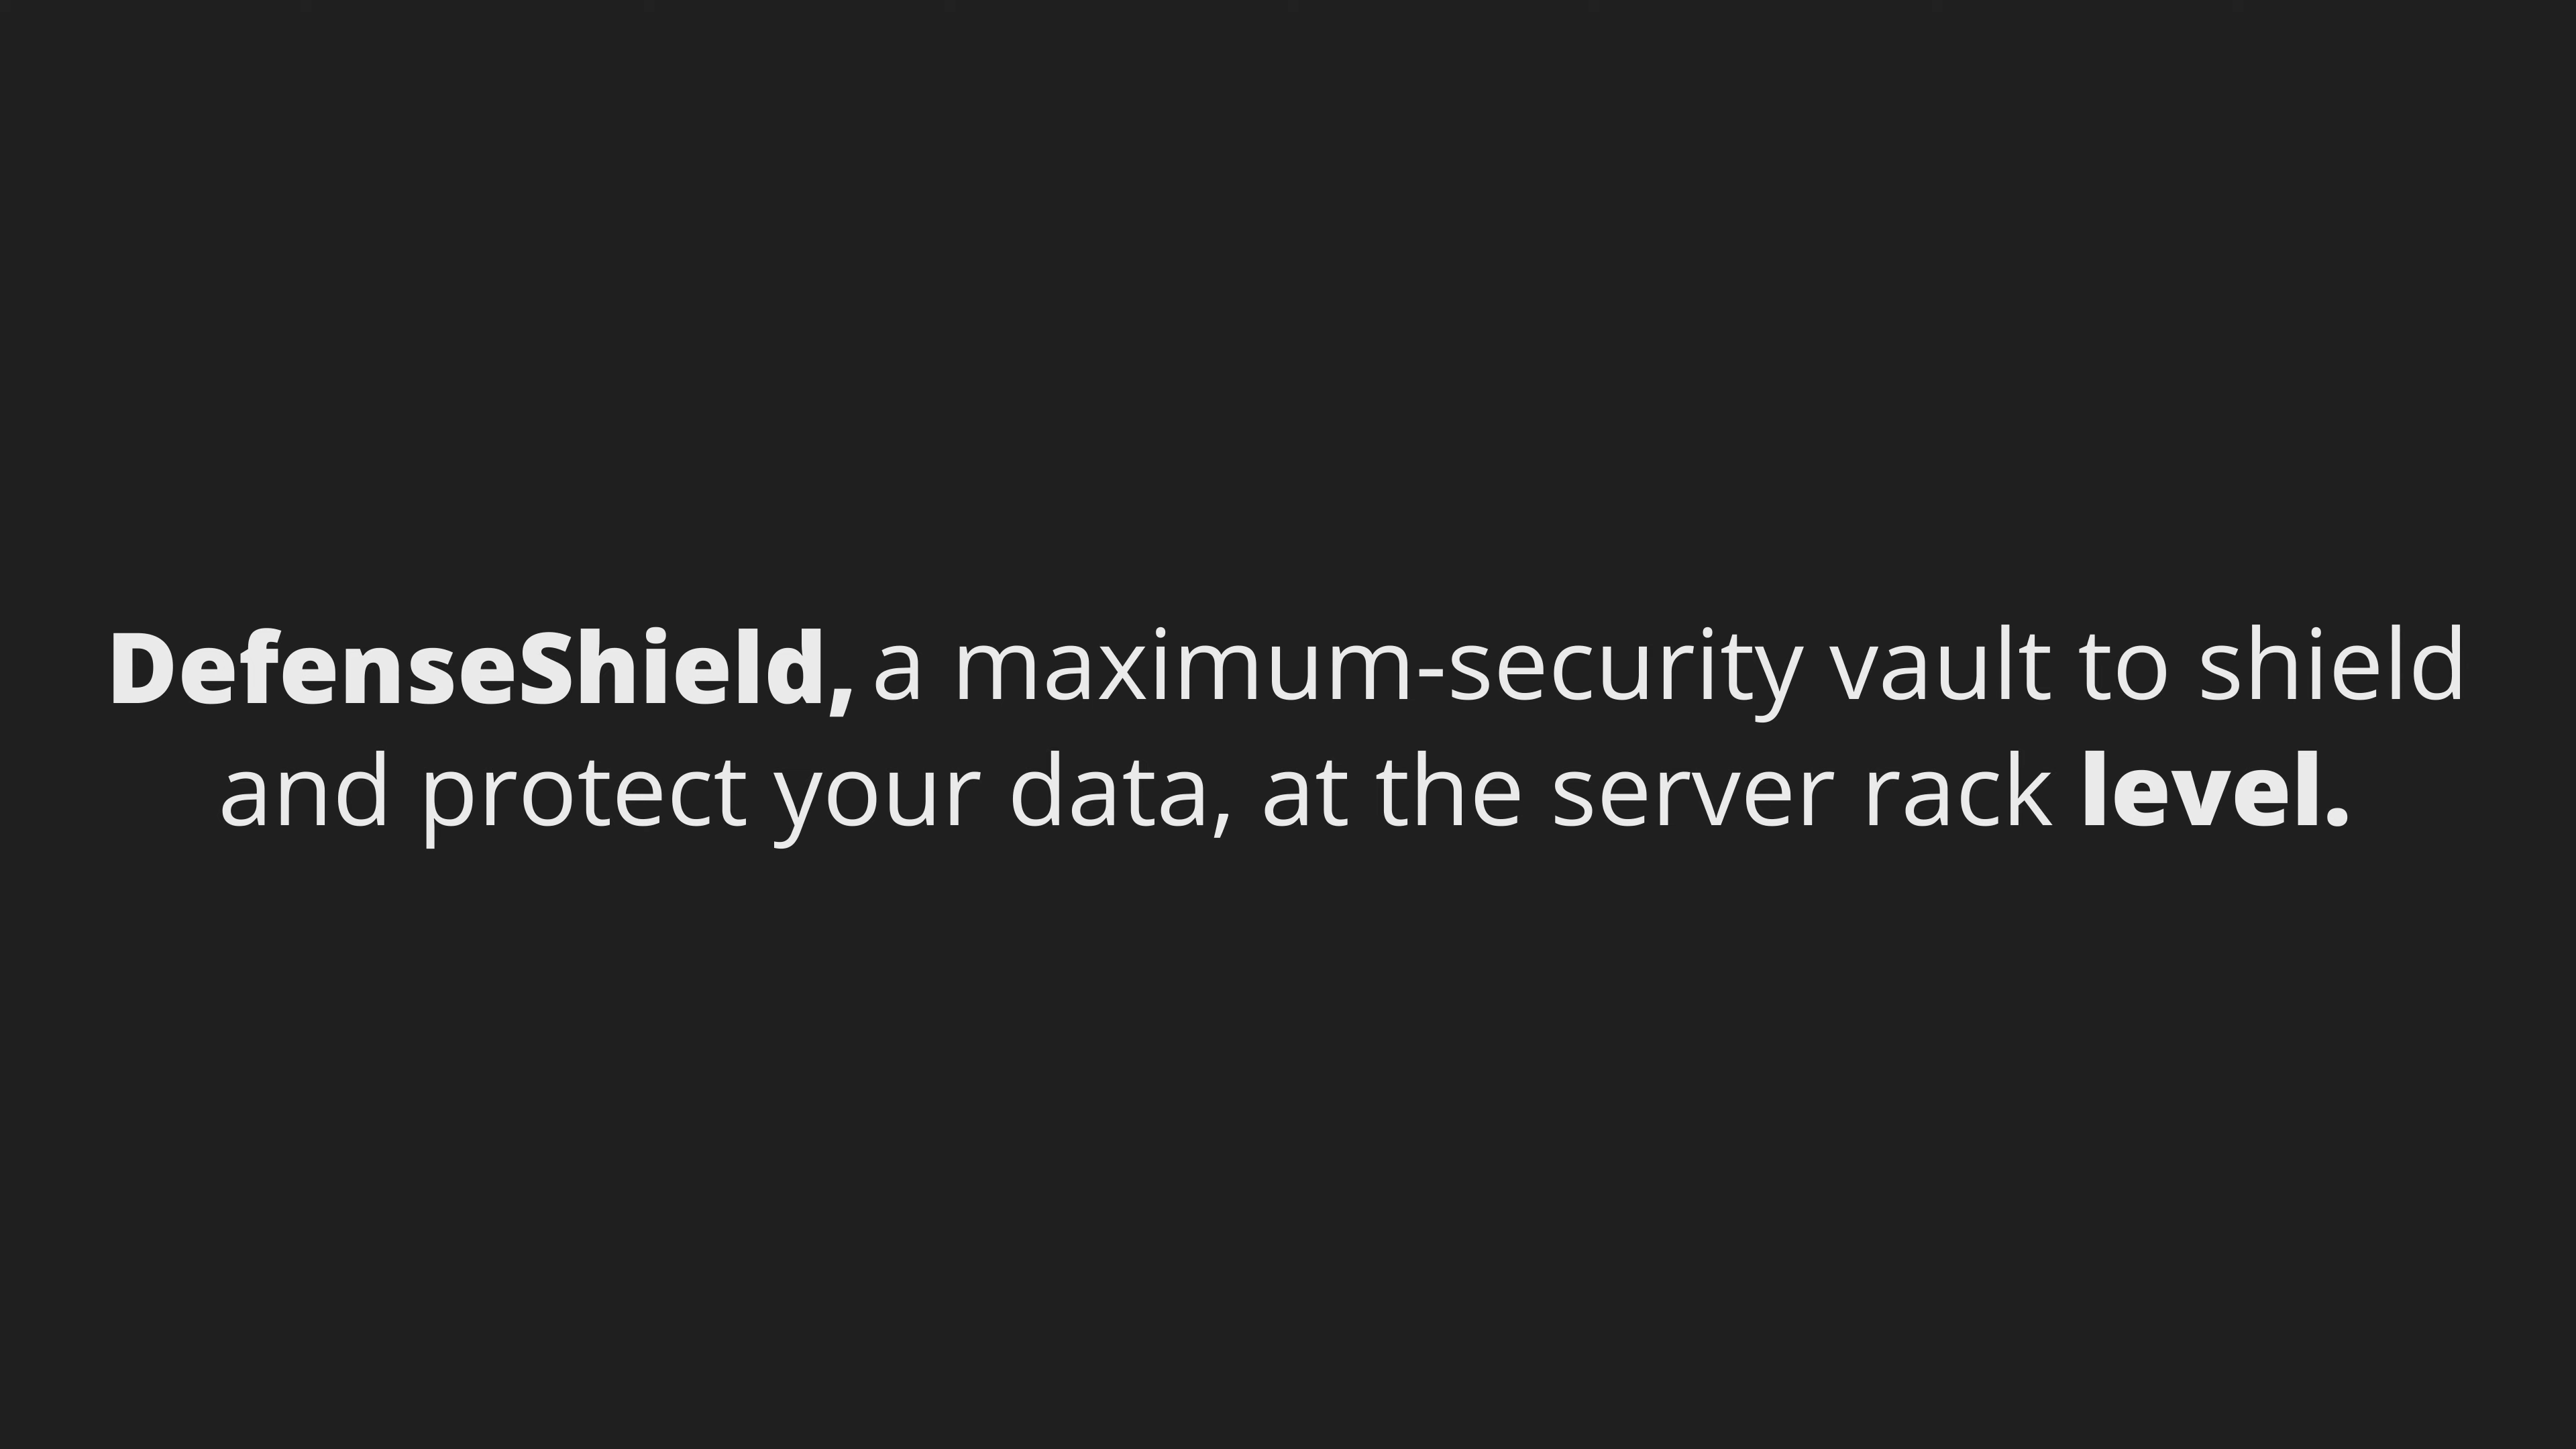 DefenseShield, a maximum-security vault to shield
and protect your data, at the server rack level.